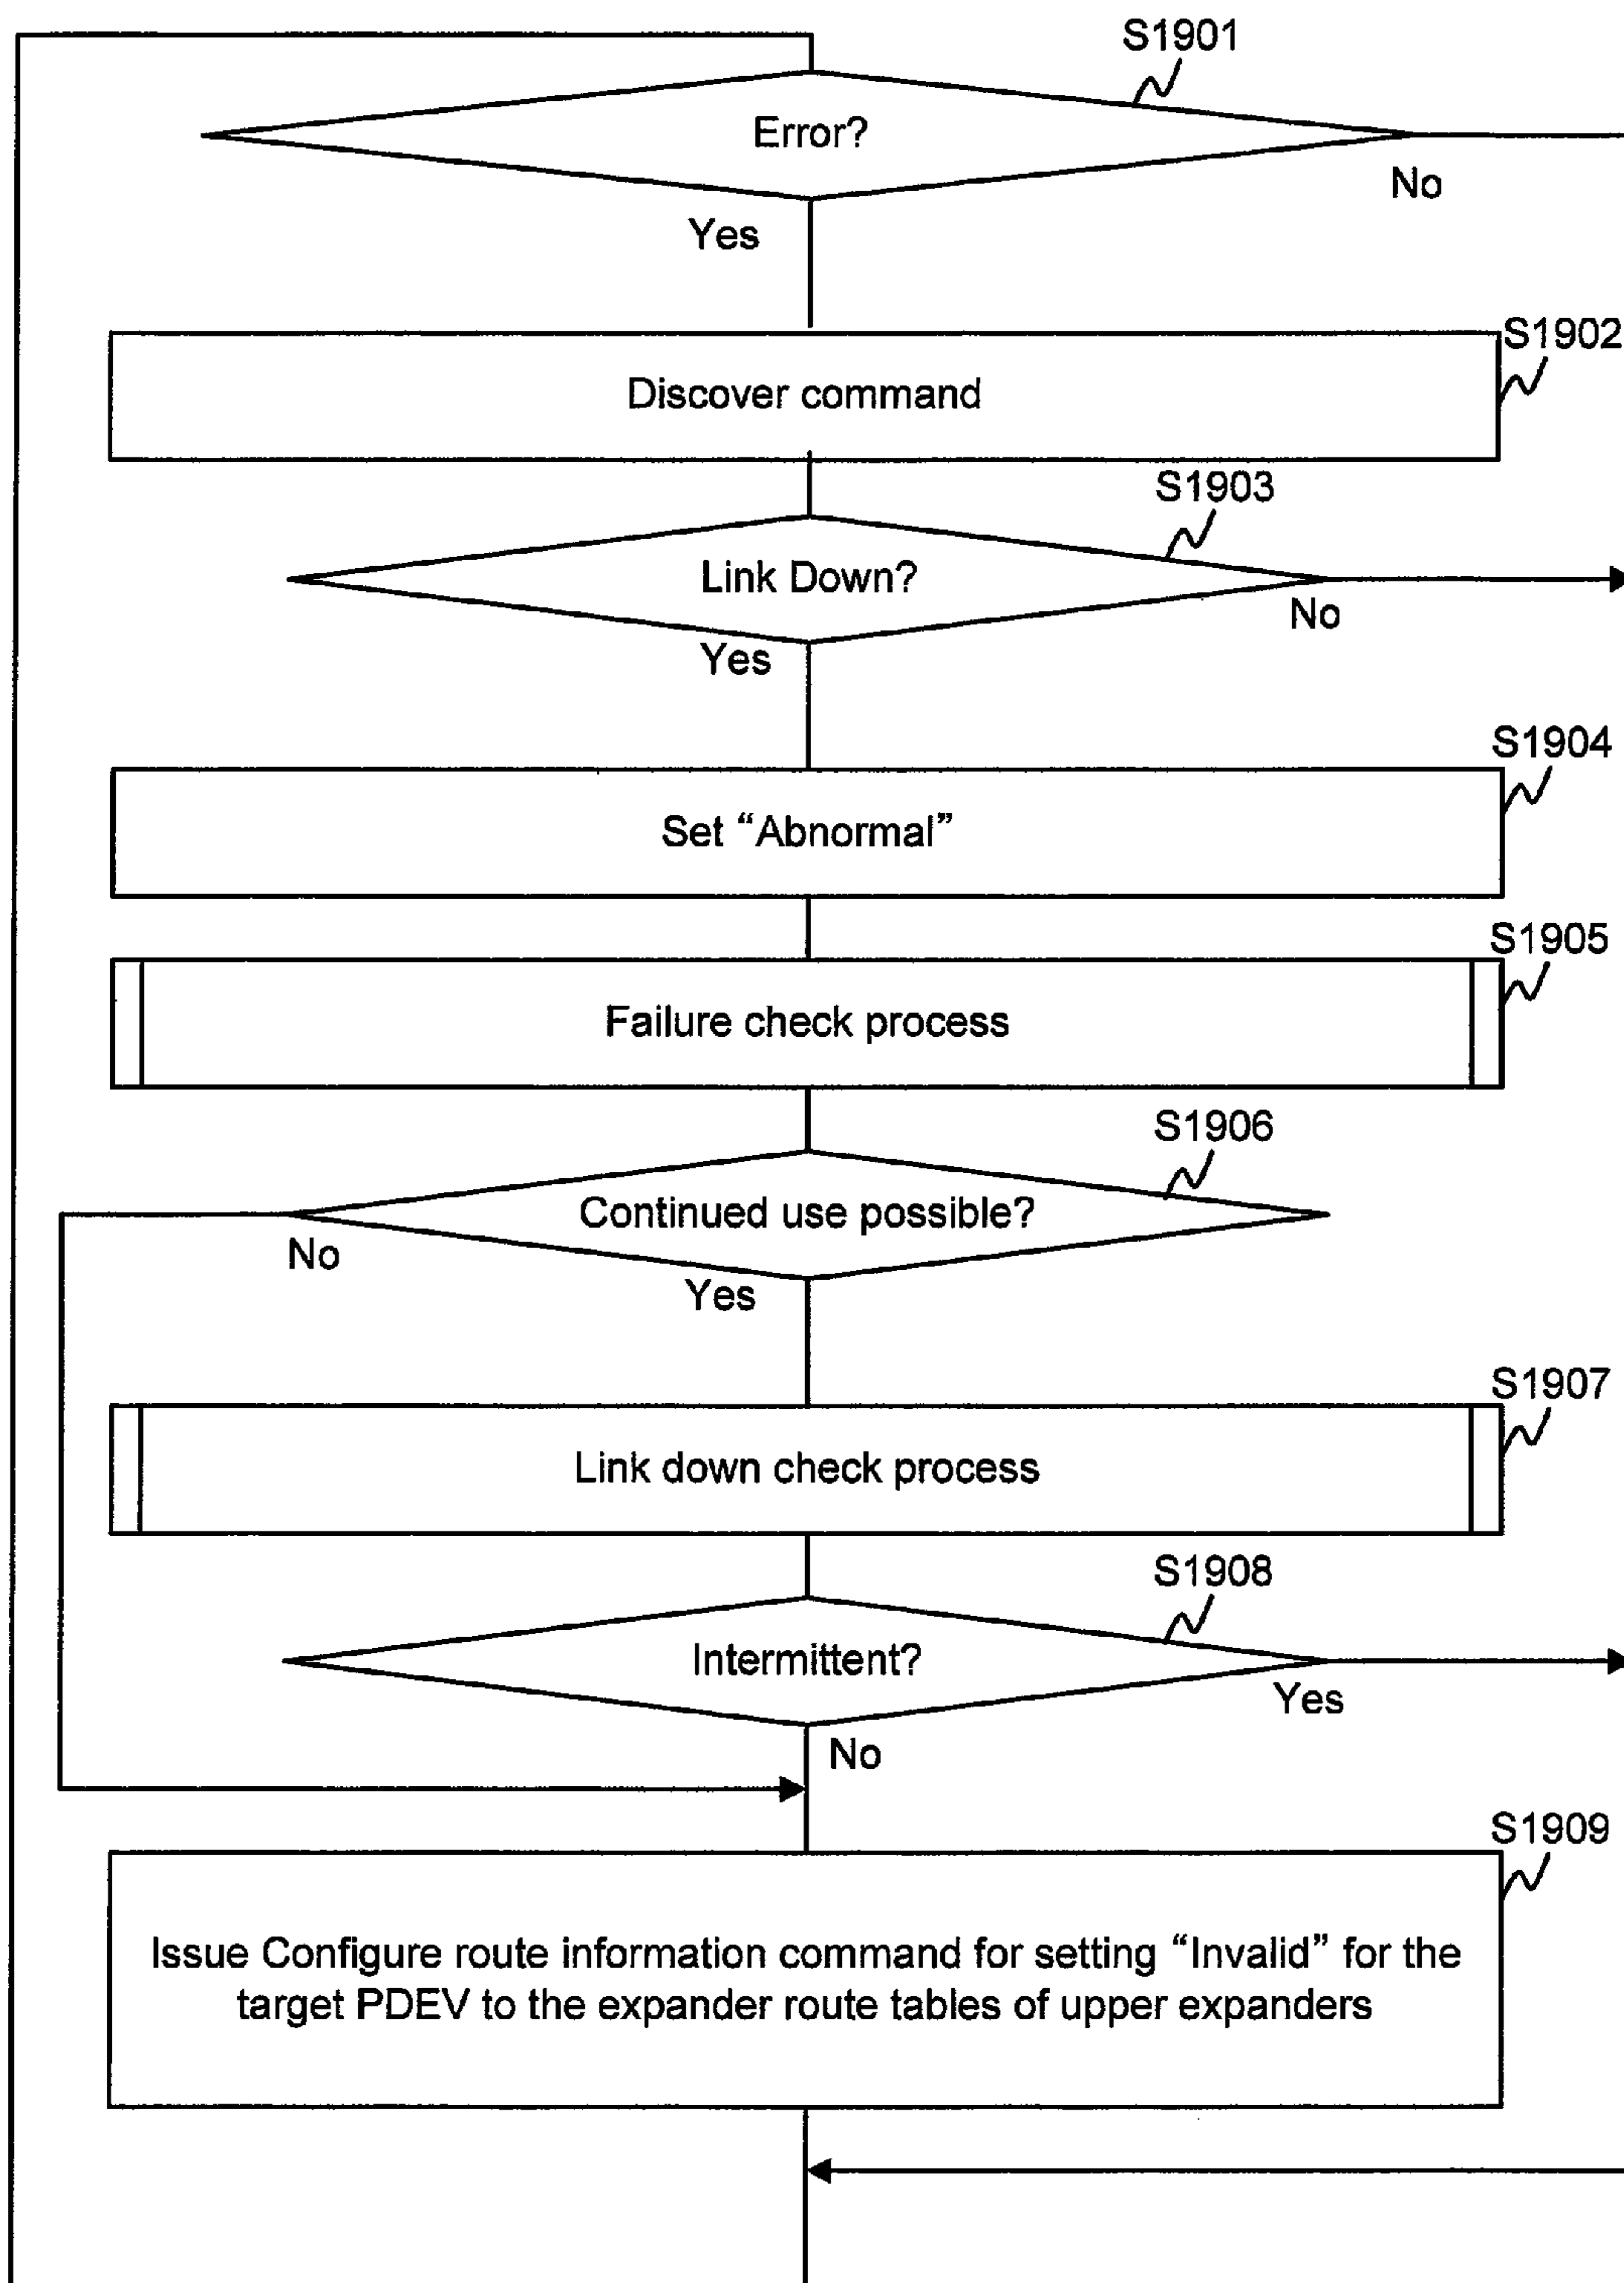 S1901
Error?
No
Yes
S1902
Discover command
S1903
Link Down?
No
Yes
S1904
Set “Abnormal”
S1905
Failure check process
S1906
Continued use possible?
No
Yes
S1907
Link down check process
S1908
Intermittent?
Yes
No
S1909
Issue Configure route information command for setting “Invalid” for the
target PDEV to the expander route tables of upper expanders